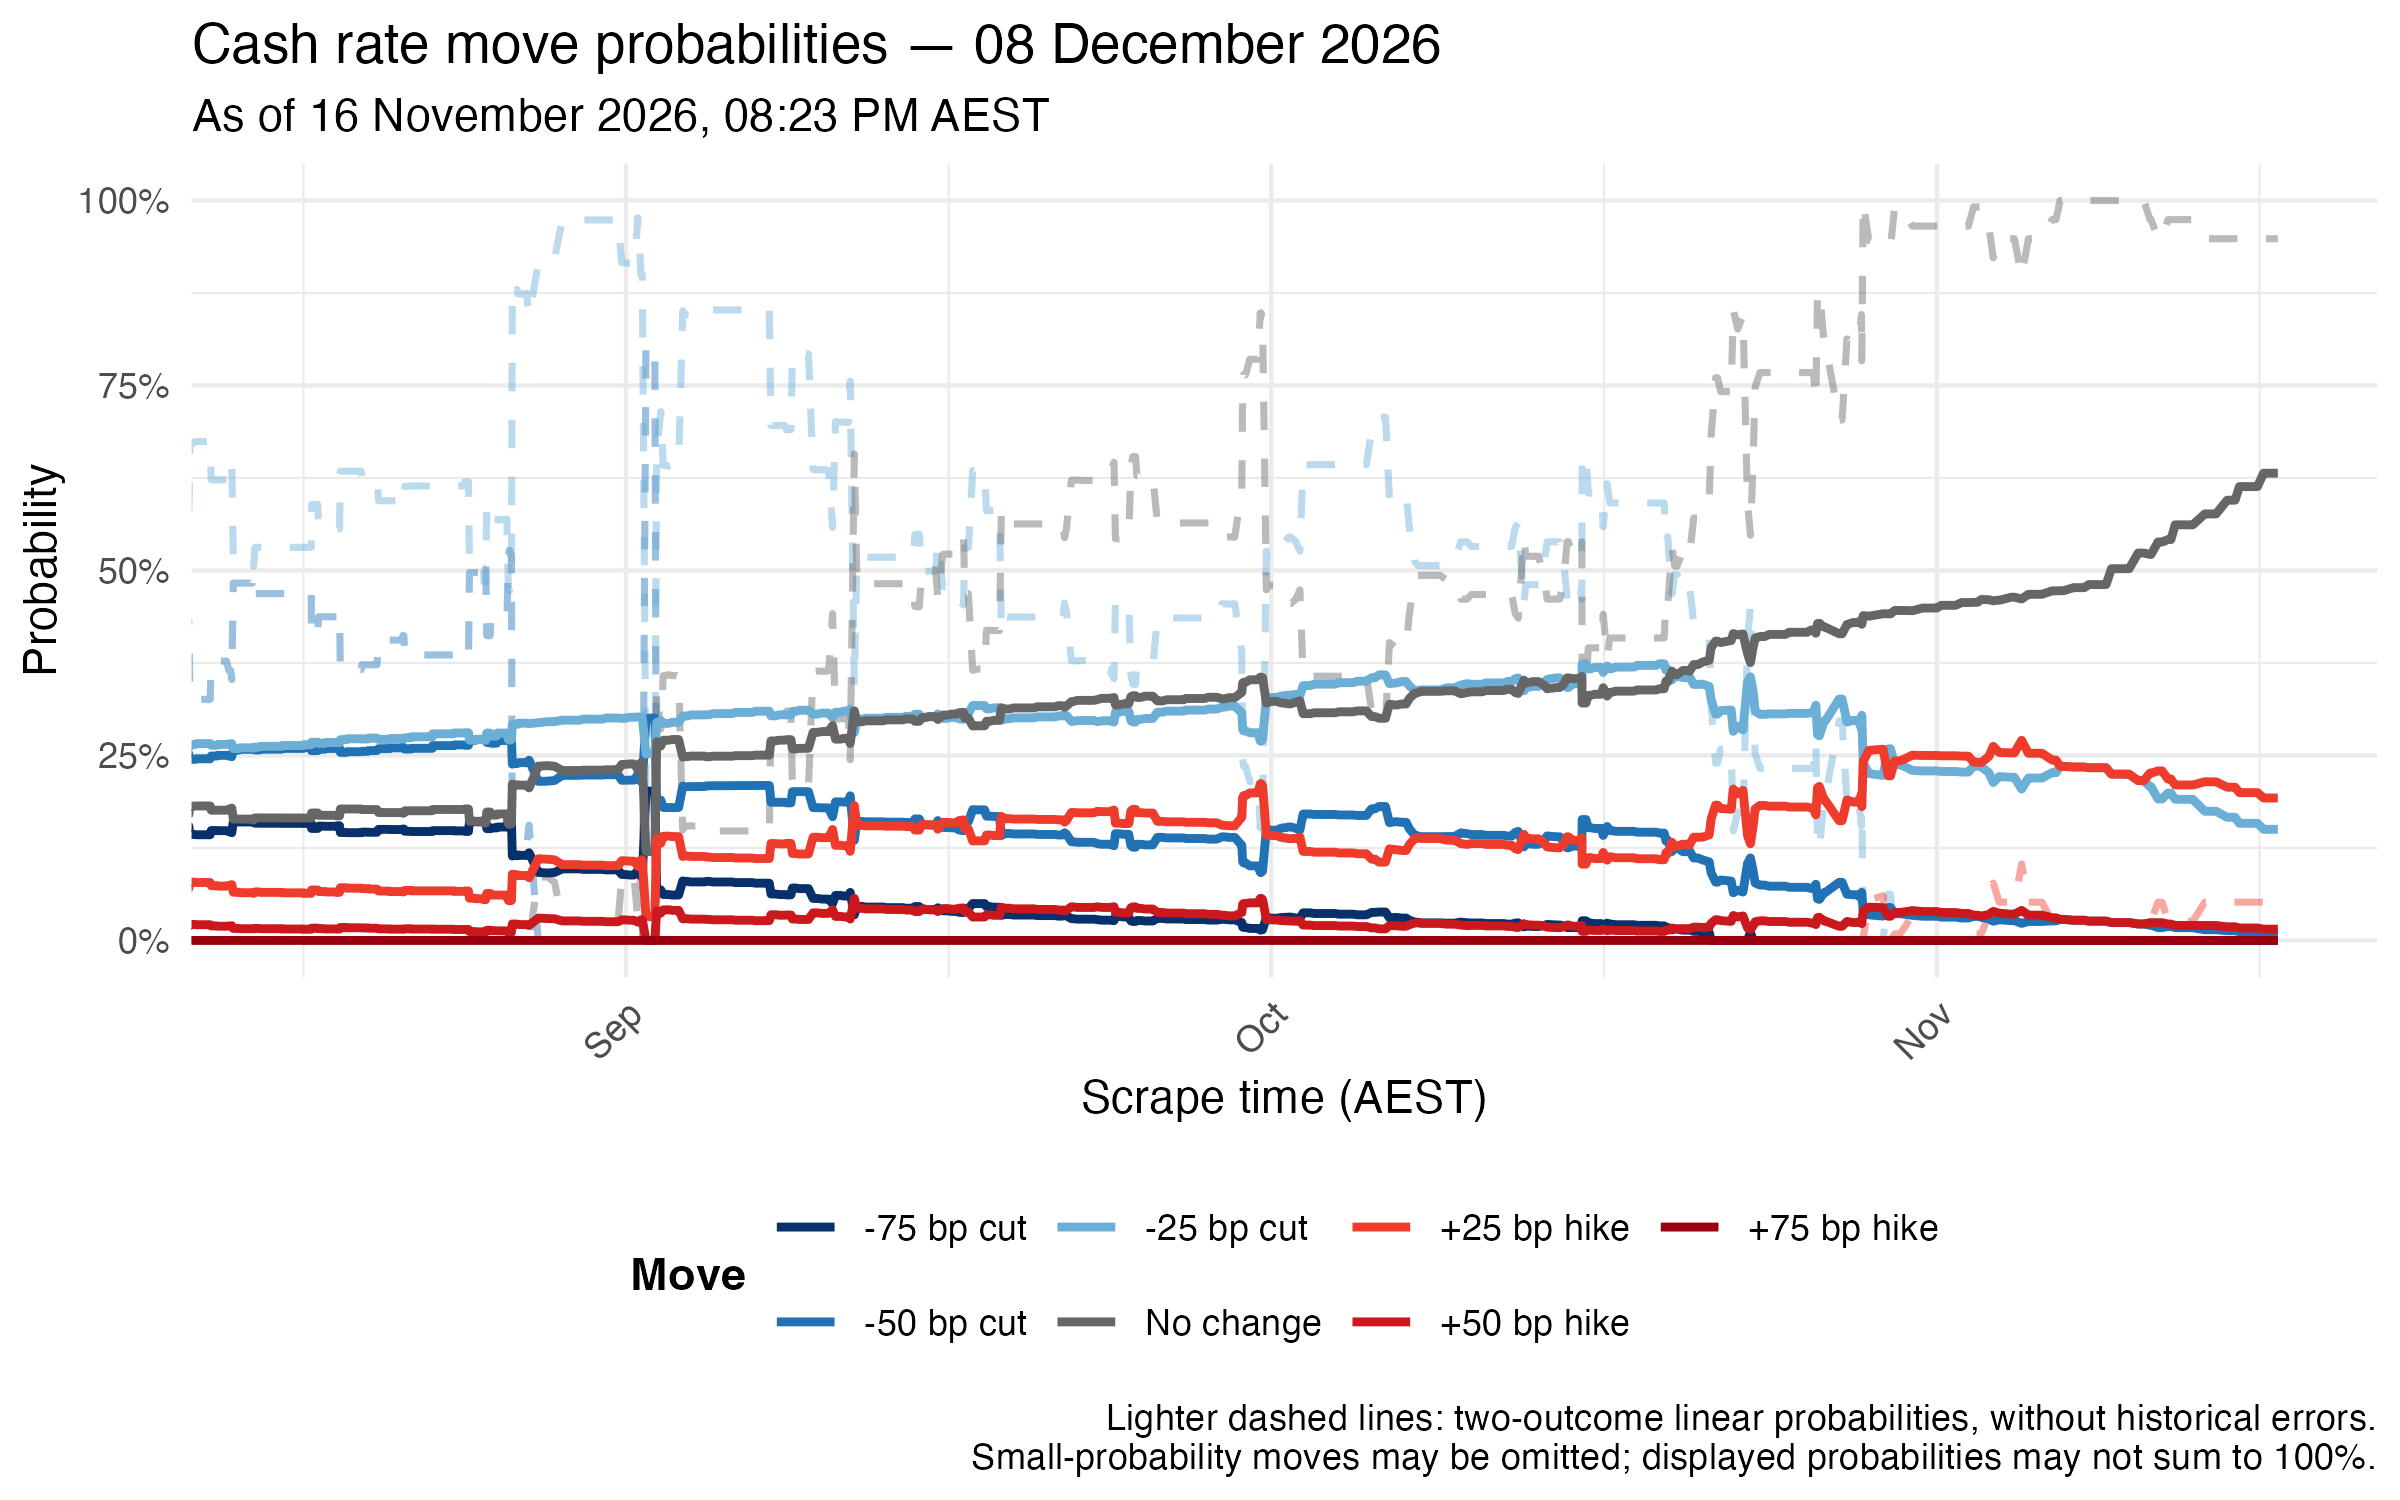 Cash rate move probabilities — 08 December 2026
As of 16 November 2026, 08:23 PM AEST
Probability
100%
75%
50%
25%
0%
Sep
Oct
Nov
Scrape time (AEST)
Move
-75 bp cut
-25 bp cut
+25 bp hike
+75 bp hike
-50 bp cut
No change
+50 bp hike
Lighter dashed lines: two-outcome linear probabilities, without historical errors.
Small-probability moves may be omitted; displayed probabilities may not sum to 100%.